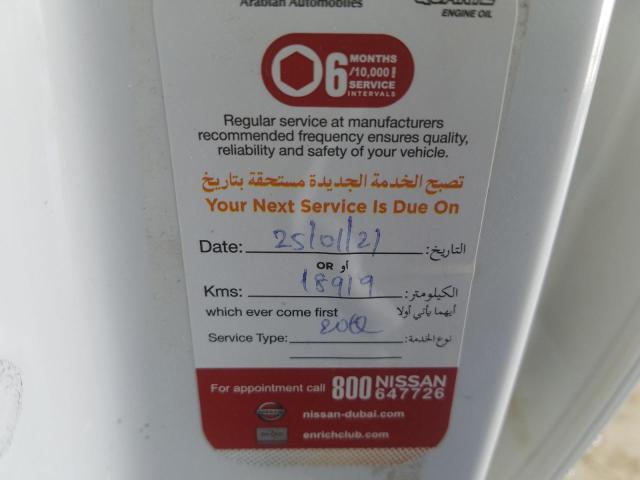 Arabian Automobiles
QUARTZ
ENGINE OIL
6 MONTHS
/10,000
SERVICE
INTERVALS
Regular service at manufacturers
recommended frequency ensures quality,
reliability and safety of your vehicle.
تصبح الخدمة الجديدة مستحقة بتاريخ
Your Next Service Is Due On
Date: 25/01/21 التاريخ:
OR أو
Kms: 18919 الكيلومتر:
which ever come first أيهما يأتي أولا
Service Type: نوع الخدمة:
For appointment call 800 NISSAN
647726
nissan-dubai.com
enrichclub.com